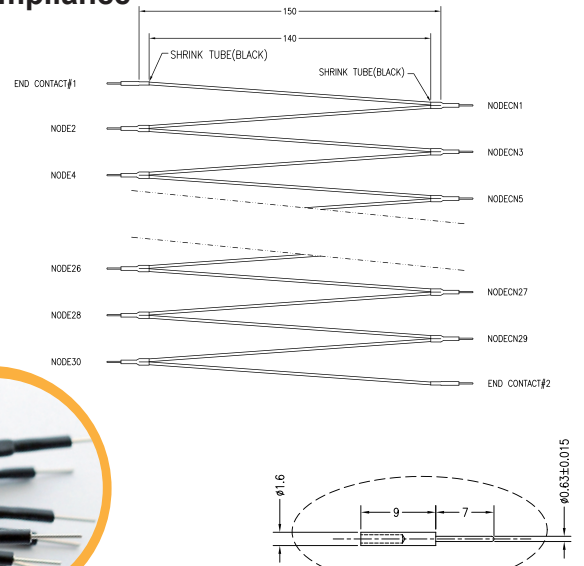 150
140
SHRINK TUBE(BLACK)
SHRINK TUBE(BLACK)
END CONTACT#1
NODECN1
NODE2
NODECN3
NODE4
NODECN5
NODE26
NODECN27
NODE28
NODECN29
NODE30
END CONTACT#2
ø1.6
9
7
ø0.63±0.015